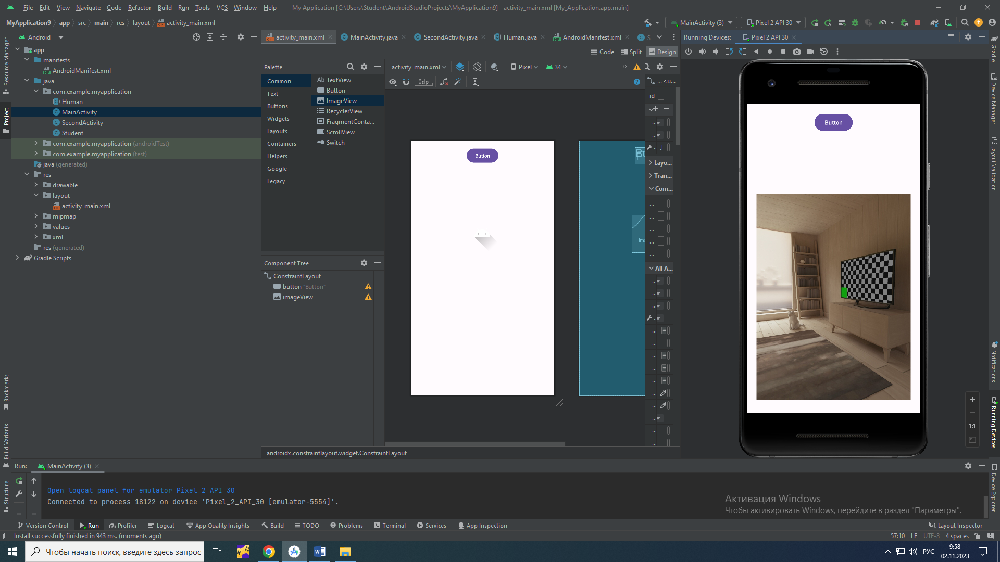 File Edit View Navigate Code Refactor Build Run Tools VCS Window Help My Application [C:\Users\Student\AndroidStudioProjects\MyApplication9] - activity_main.xml [My_Application.app.main]
MyApplication9 app src main res layout activity_main.xml
MainActivity (3) Pixel 2 API 30
Android
activity_main.xml MainActivity.java SecondActivity.java Human.java AndroidManifest.xml S
Running Devices: Pixel 2 API 30
Code Split Design
Resource Manager
Project
Bookmarks
Build Variants
Structure
app
manifests
AndroidManifest.xml
java
com.example.myapplication
Human
MainActivity
SecondActivity
Student
com.example.myapplication (androidTest)
com.example.myapplication (test)
java (generated)
res
drawable
layout
activity_main.xml
mipmap
values
xml
res (generated)
Gradle Scripts
Palette
Common
Text
Buttons
Widgets
Layouts
Containers
Helpers
Google
Legacy
Ab TextView
Button
ImageView
RecyclerView
FragmentConta...
ScrollView
Switch
Component Tree
ConstraintLayout
button "Button"
imageView
activity_main.xml Pixel 34
0dp
Button
Bu
Ima
... <u...
id
Layo...
Tran...
Com...
All A...
androidx.constraintlayout.widget.ConstraintLayout
Button
1:1
Gradle
Device Manager
Layout Validation
Notifications
Running Devices
Device Explorer
Run: MainActivity (3)
Open logcat panel for emulator Pixel 2 API 30
Connected to process 18122 on device 'Pixel_2_API_30 [emulator-5554]'.
Активация Windows
Чтобы активировать Windows, перейдите в раздел "Параметры".
Version Control Run Profiler Logcat App Quality Insights Build TODO Problems Terminal Services App Inspection Layout Inspector
Install successfully finished in 943 ms. (moments ago)
57:10 LF UTF-8 4 spaces
Чтобы начать поиск, введите здесь запрос
РУС
9:58
02.11.2023